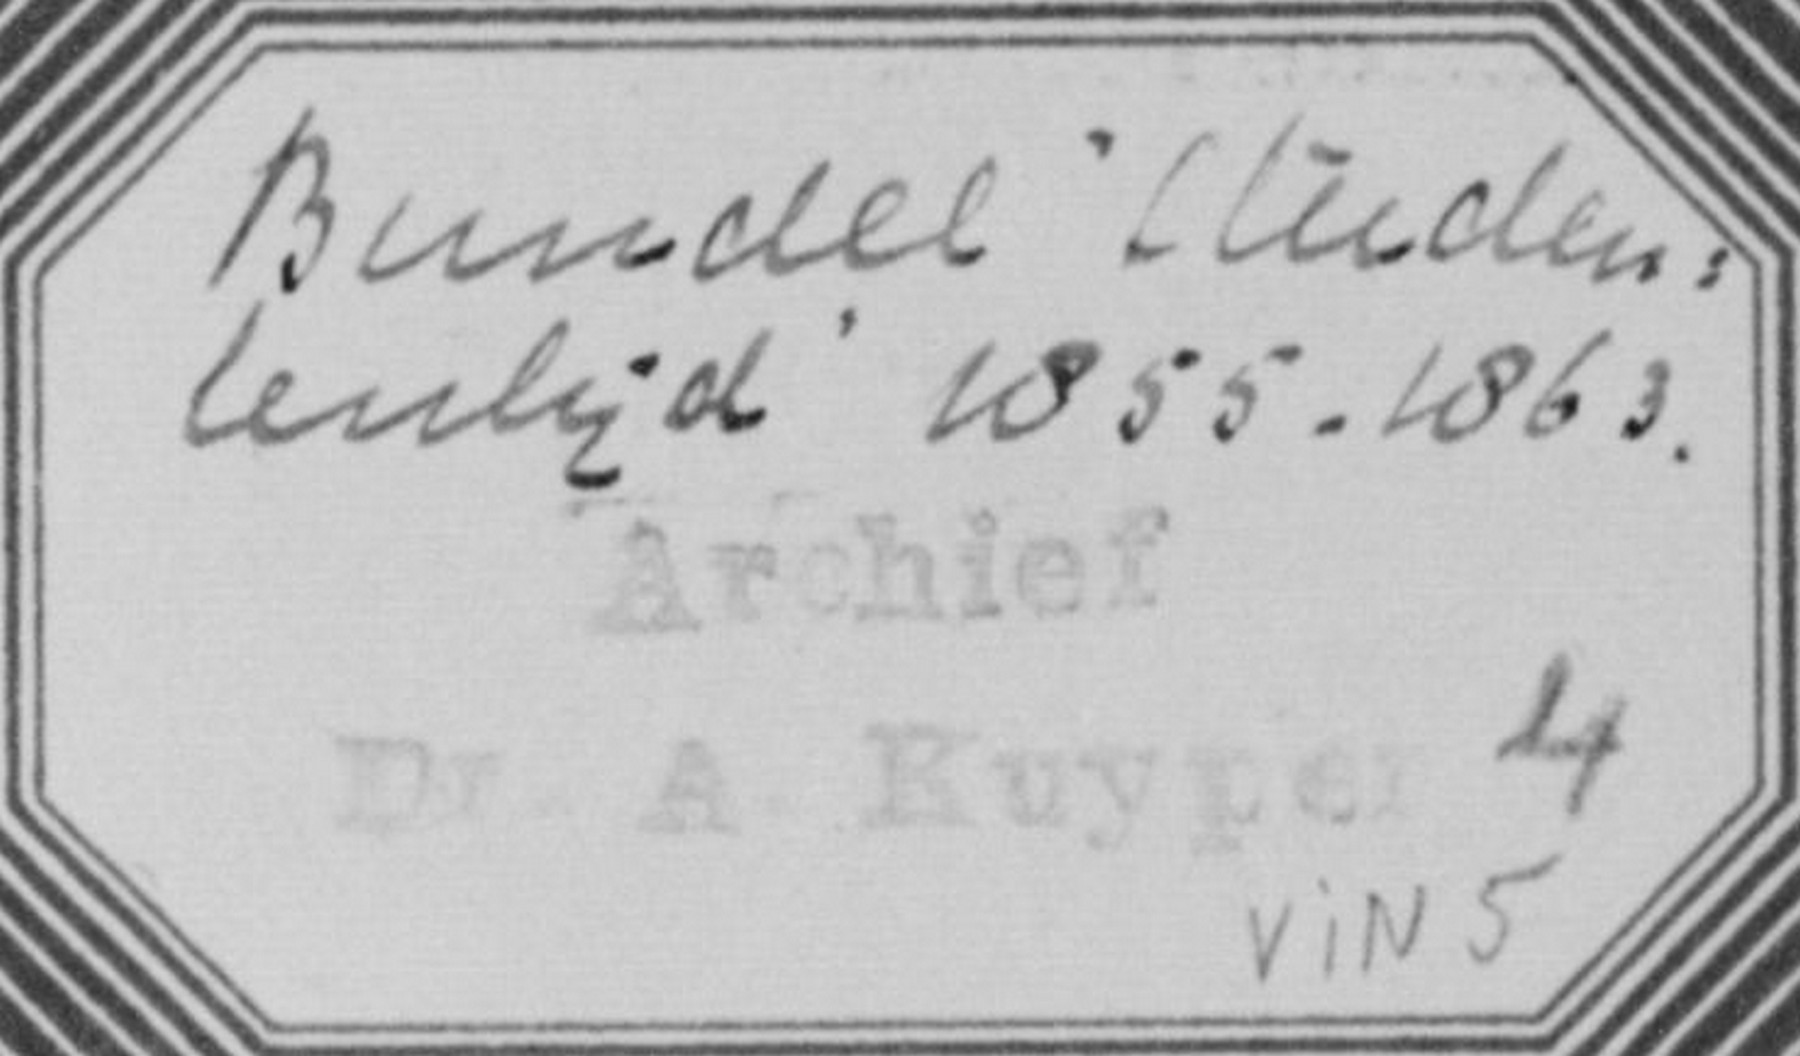 Bundel 'Studen:
tentijd' 1855-1863.
Archief
Dr. A. Kuyper
4
ViN 5